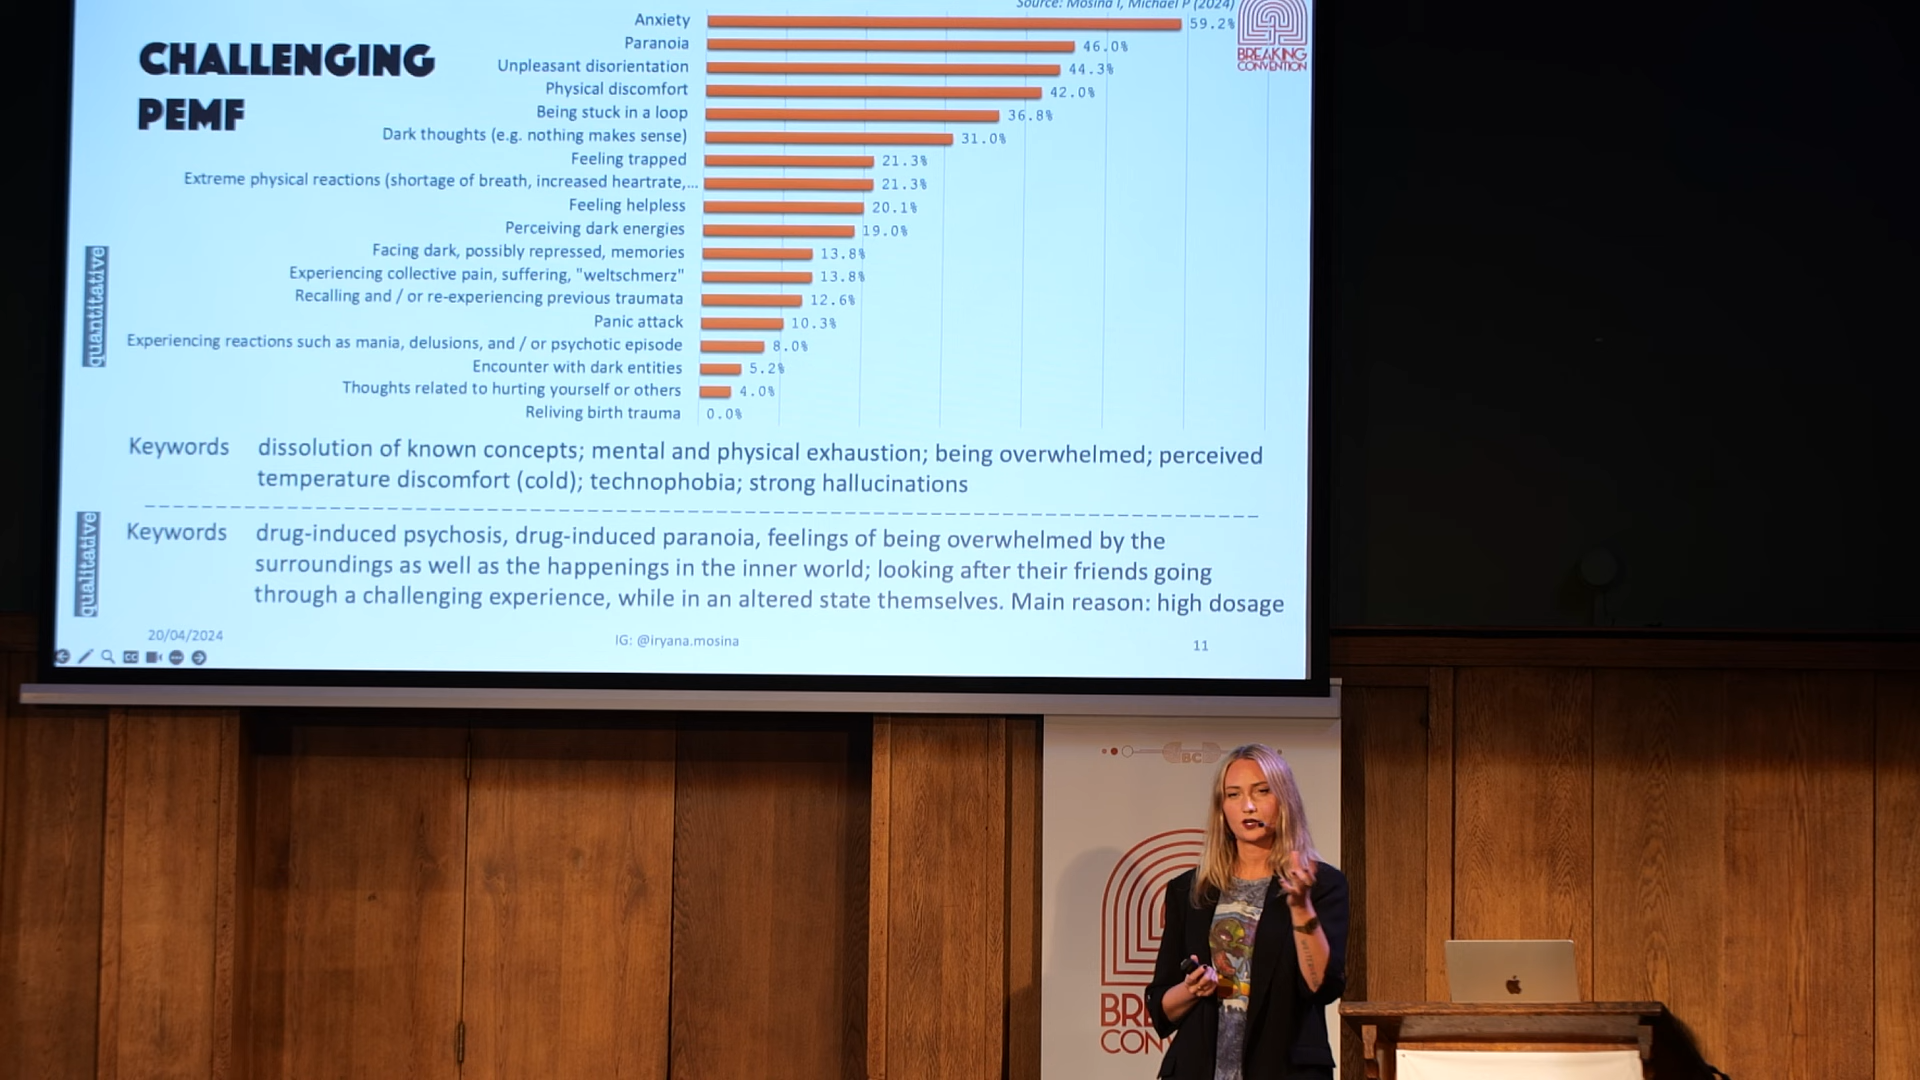 Source: Mosina I, Michael P (2024)
BREAKING
CONVENTION
CHALLENGING
PEMF
Anxiety 59.2%
Paranoia 46.0%
Unpleasant disorientation 44.3%
Physical discomfort 42.0%
Being stuck in a loop 36.8%
Dark thoughts (e.g. nothing makes sense) 31.0%
Feeling trapped 21.3%
Extreme physical reactions (shortage of breath, increased heartrate,... 21.3%
Feeling helpless 20.1%
Perceiving dark energies 19.0%
Facing dark, possibly repressed, memories 13.8%
Experiencing collective pain, suffering, "weltschmerz" 13.8%
Recalling and / or re-experiencing previous traumata 12.6%
Panic attack 10.3%
Experiencing reactions such as mania, delusions, and / or psychotic episode 8.0%
Encounter with dark entities 5.2%
Thoughts related to hurting yourself or others 4.0%
Reliving birth trauma 0.0%
quantitative
Keywords dissolution of known concepts; mental and physical exhaustion; being overwhelmed; perceived
temperature discomfort (cold); technophobia; strong hallucinations
qualitative
Keywords drug-induced psychosis, drug-induced paranoia, feelings of being overwhelmed by the
surroundings as well as the happenings in the inner world; looking after their friends going
through a challenging experience, while in an altered state themselves. Main reason: high dosage
20/04/2024 IG: @iryana.mosina 11
CC
BC
BRE
CON